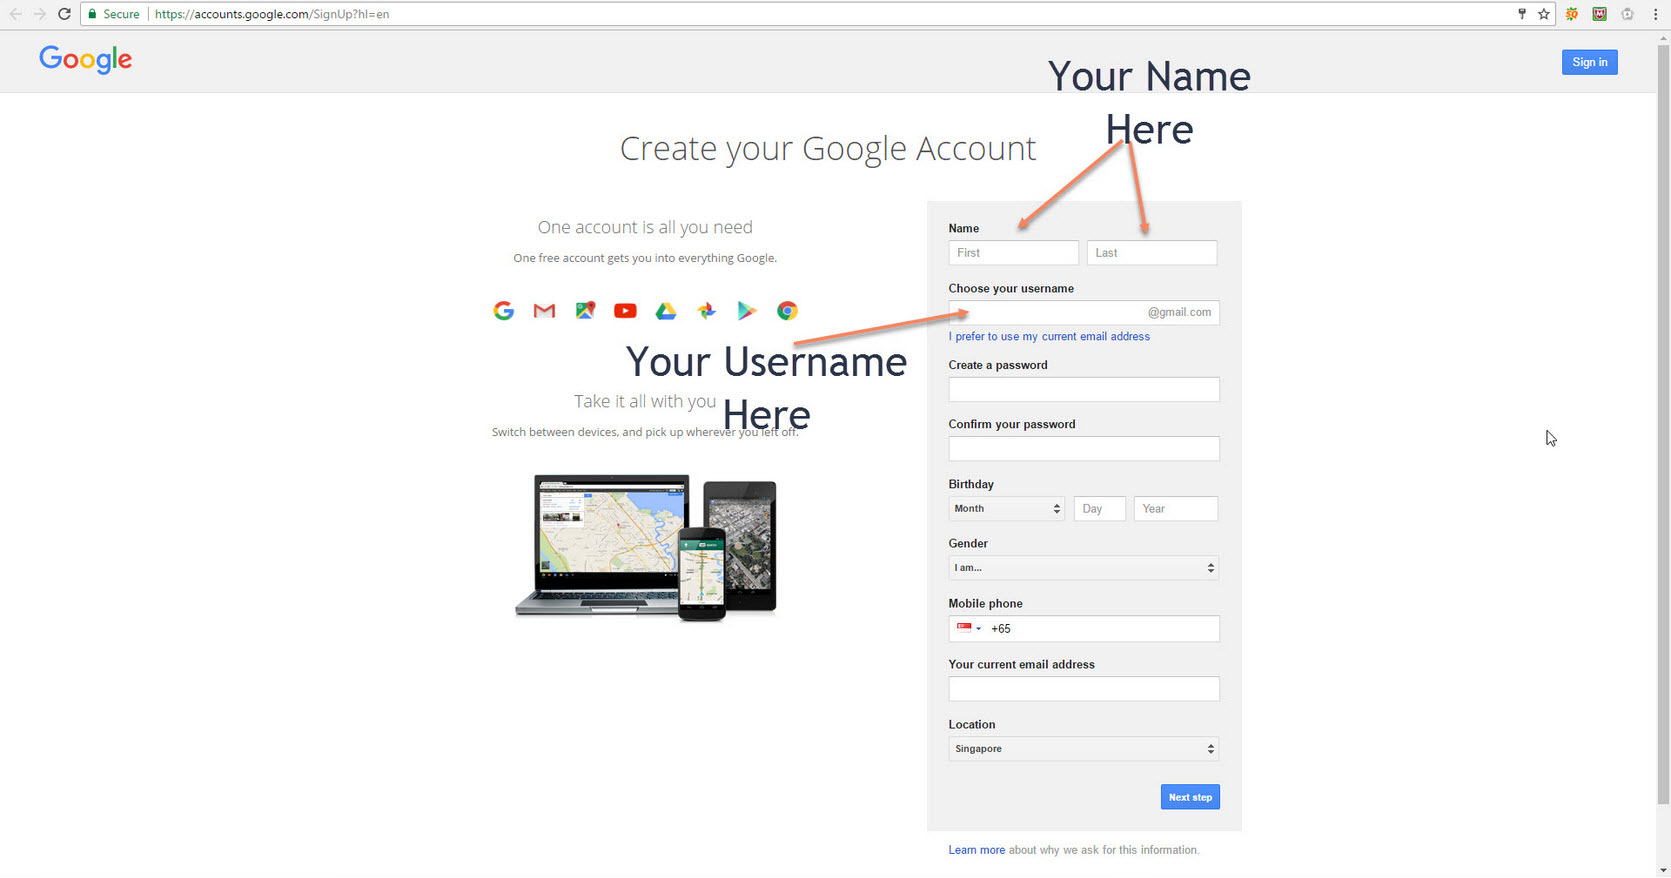 Secure | https://accounts.google.com/SignUp?hl=en
Google
Sign in
Your Name
Here
Create your Google Account
One account is all you need
One free account gets you into everything Google.
Your Username
Here
Take it all with you
Switch between devices, and pick up wherever you left off.
Name
First
Last
Choose your username
@gmail.com
I prefer to use my current email address
Create a password
Confirm your password
Birthday
Month
Day
Year
Gender
I am...
Mobile phone
+65
Your current email address
Location
Singapore
Next step
Learn more about why we ask for this information.